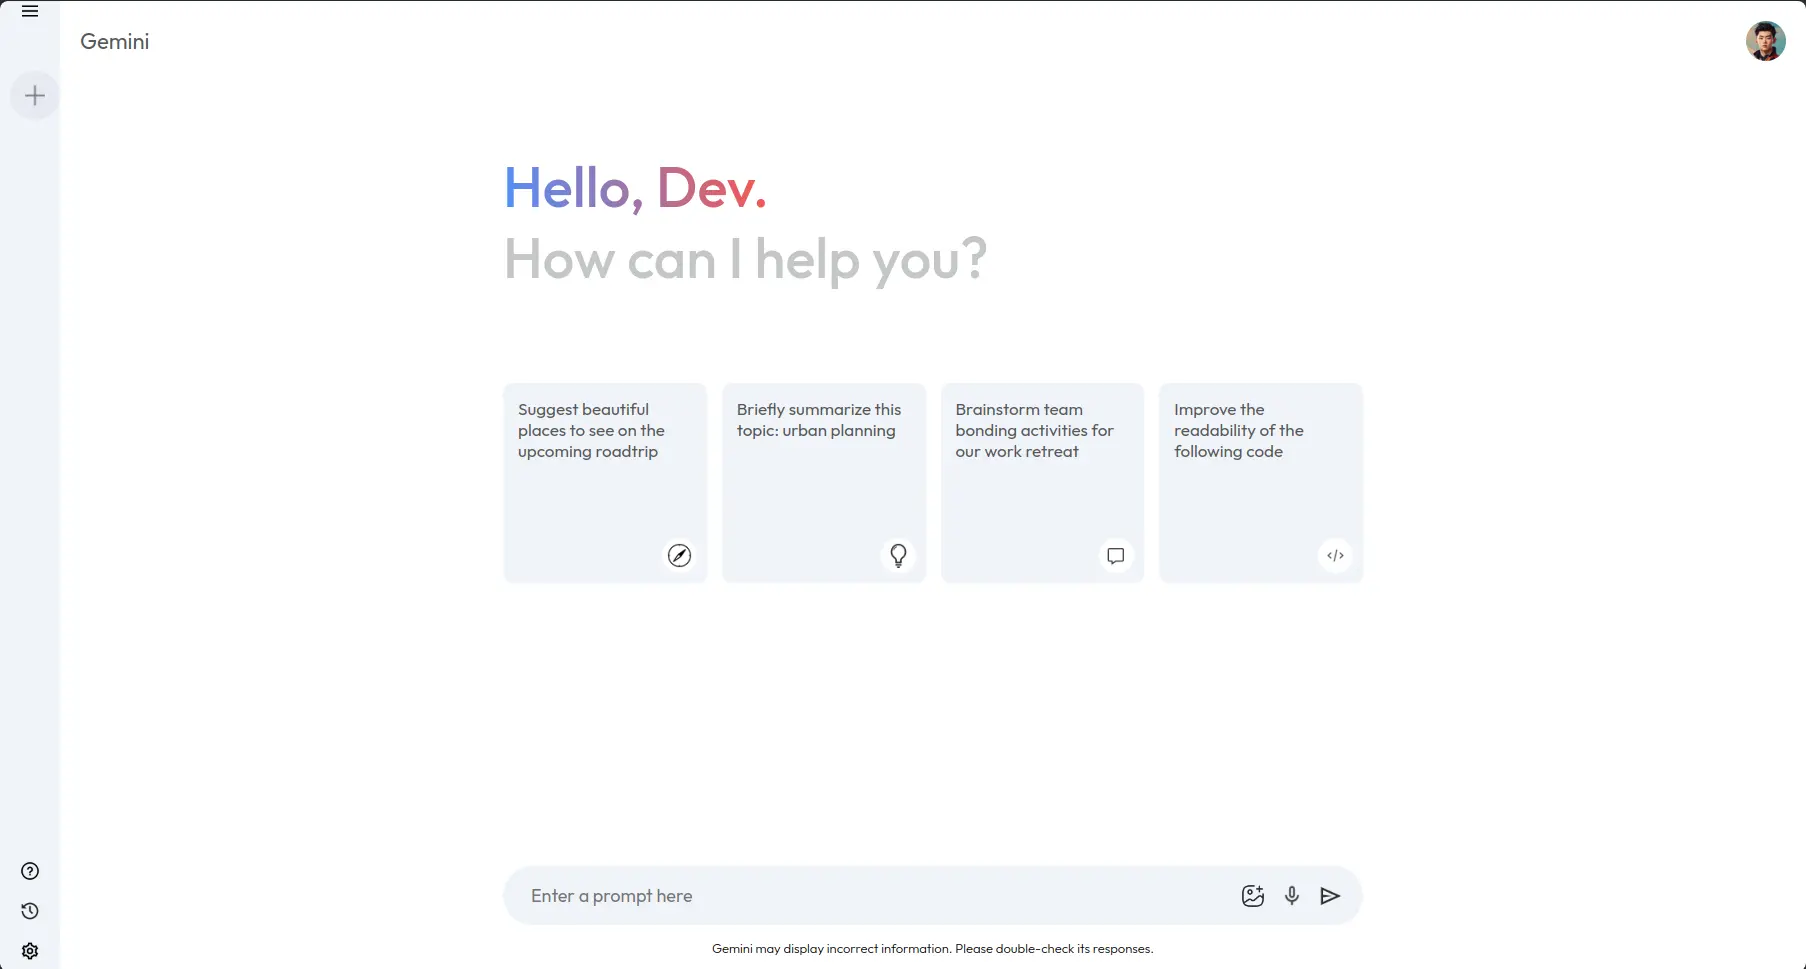 Gemini
Hello, Dev.
How can I help you?
Suggest beautiful
places to see on the
upcoming roadtrip
Briefly summarize this
topic: urban planning
Brainstorm team
bonding activities for
our work retreat
Improve the
readability of the
following code
Enter a prompt here
Gemini may display incorrect information. Please double-check its responses.